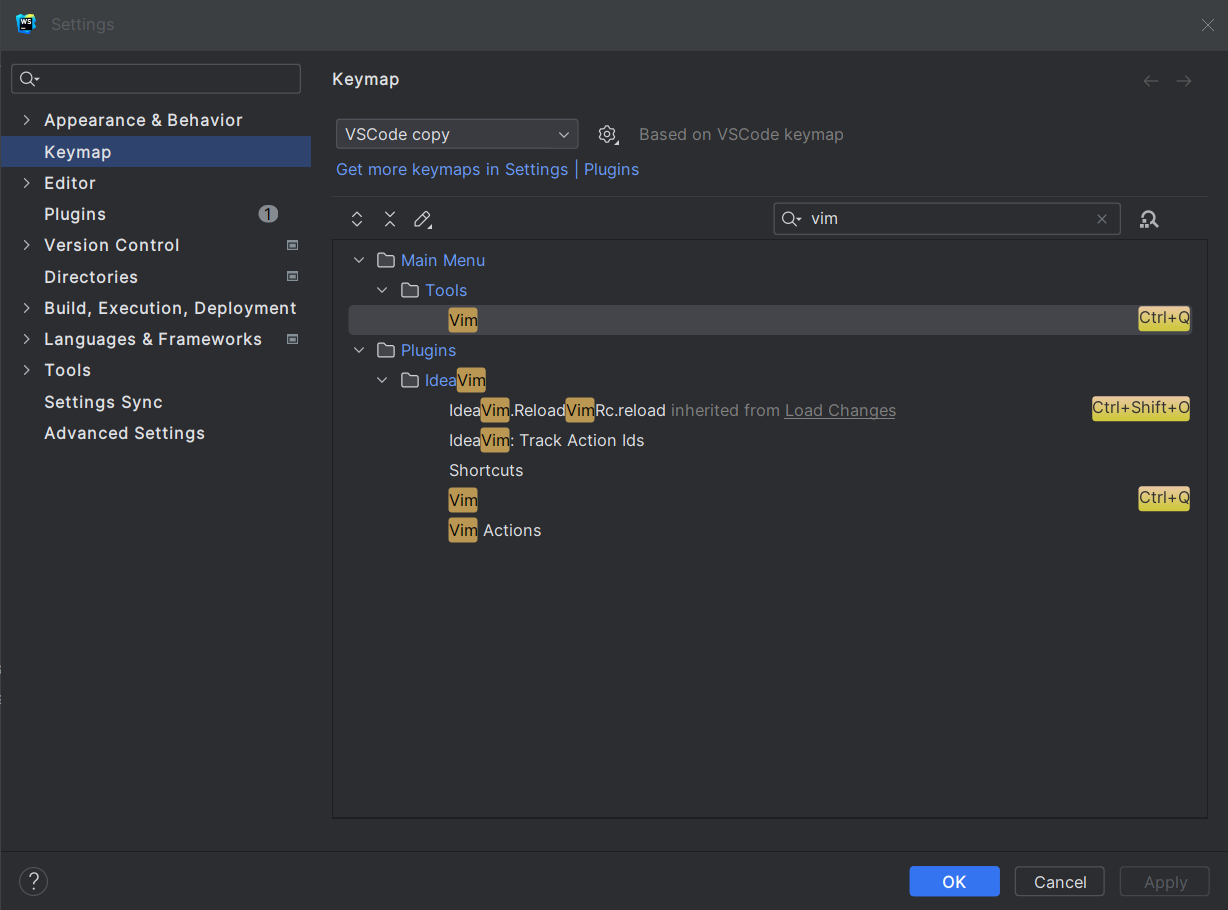 WS
Settings
Keymap
Appearance & Behavior
Keymap
Editor
Plugins 1
Version Control
Directories
Build, Execution, Deployment
Languages & Frameworks
Tools
Settings Sync
Advanced Settings
VSCode copy
Based on VSCode keymap
Get more keymaps in Settings | Plugins
vim
Main Menu
Tools
Vim Ctrl+Q
Plugins
IdeaVim
IdeaVim.ReloadVimRc.reload inherited from Load Changes Ctrl+Shift+O
IdeaVim: Track Action Ids
Shortcuts
Vim Ctrl+Q
Vim Actions
?
OK
Cancel
Apply